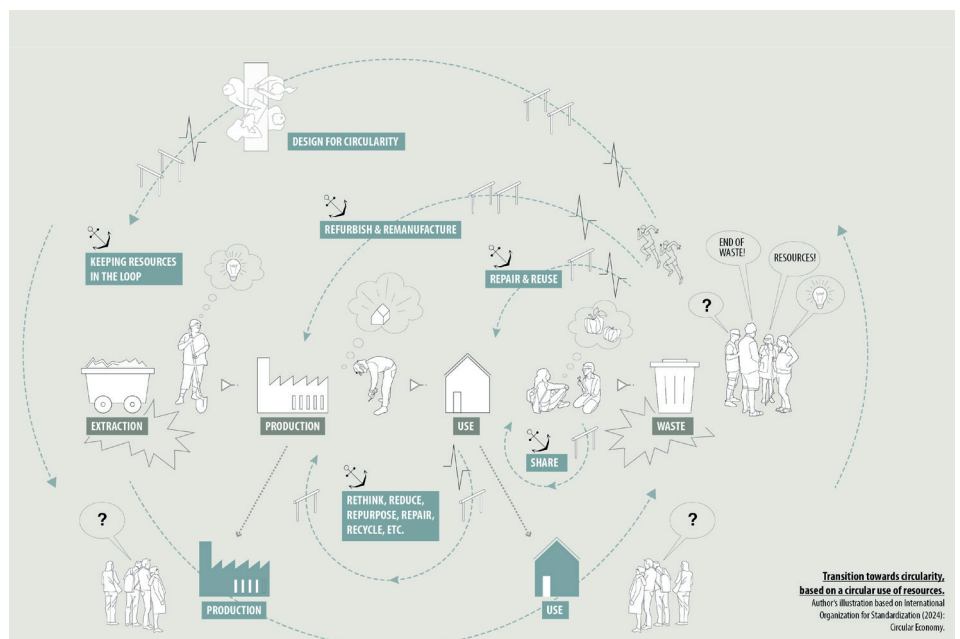 DESIGN FOR CIRCULARITY
REFURBISH & REMANUFACTURE
KEEPING RESOURCES
IN THE LOOP
REPAIR & REUSE
END OF
WASTE!
RESOURCES!
?
EXTRACTION
PRODUCTION
USE
WASTE
SHARE
RETHINK, REDUCE,
REPURPOSE, REPAIR,
RECYCLE, ETC.
?
?
PRODUCTION
USE
Transition towards circularity,
based on a circular use of resources.
Author's illustration based on International
Organization for Standardization (2024):
Circular Economy.